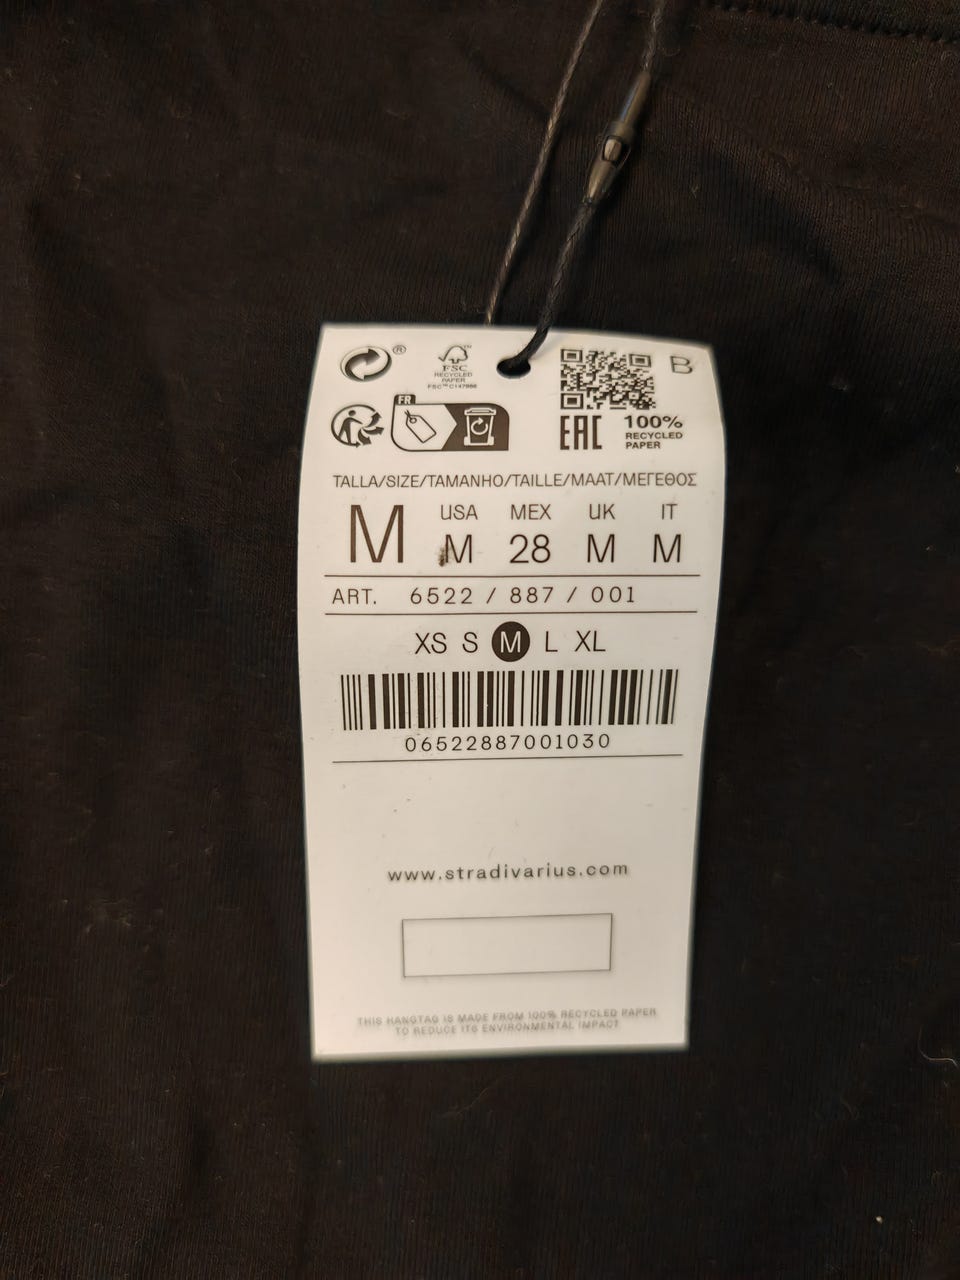 ®
FSC™
RECYCLED
PAPER
FSC™ C147866
B
FR
EAC
100%
RECYCLED
PAPER
TALLA/SIZE/TAMANHO/TAILLE/MAAT/ΜΕΓΕΘΟΣ
M
USA MEX UK IT
M 28 M M
ART. 6522 / 887 / 001
XS S M L XL
06522887001030
www.stradivarius.com
THIS HANGTAG IS MADE FROM 100% RECYCLED PAPER
TO REDUCE ITS ENVIRONMENTAL IMPACT